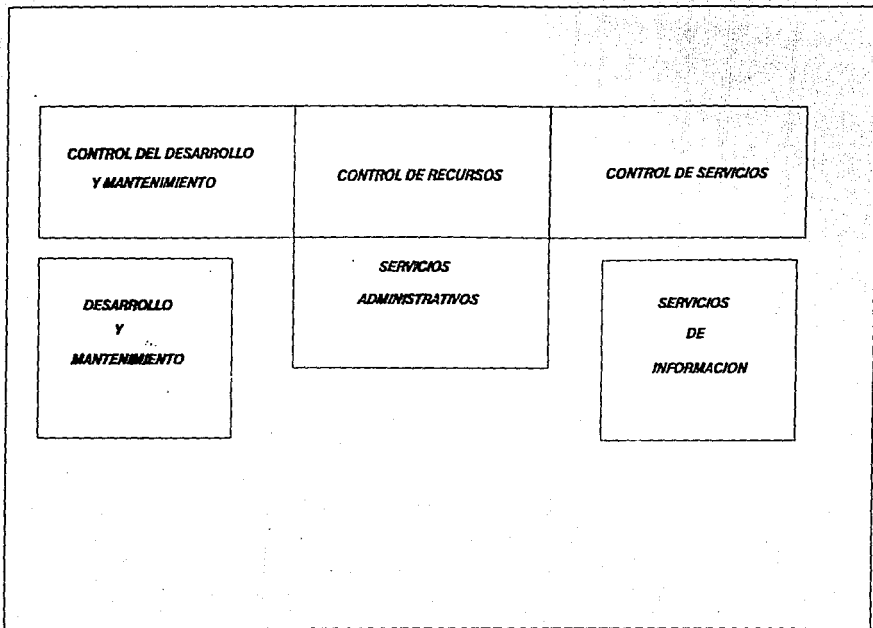 CONTROL DEL DESARROLLO
Y MANTENIMIENTO
CONTROL DE RECURSOS
CONTROL DE SERVICIOS
DESARROLLO
Y
MANTENIMIENTO
SERVICIOS
ADMINISTRATIVOS
SERVICIOS
DE
INFORMACION